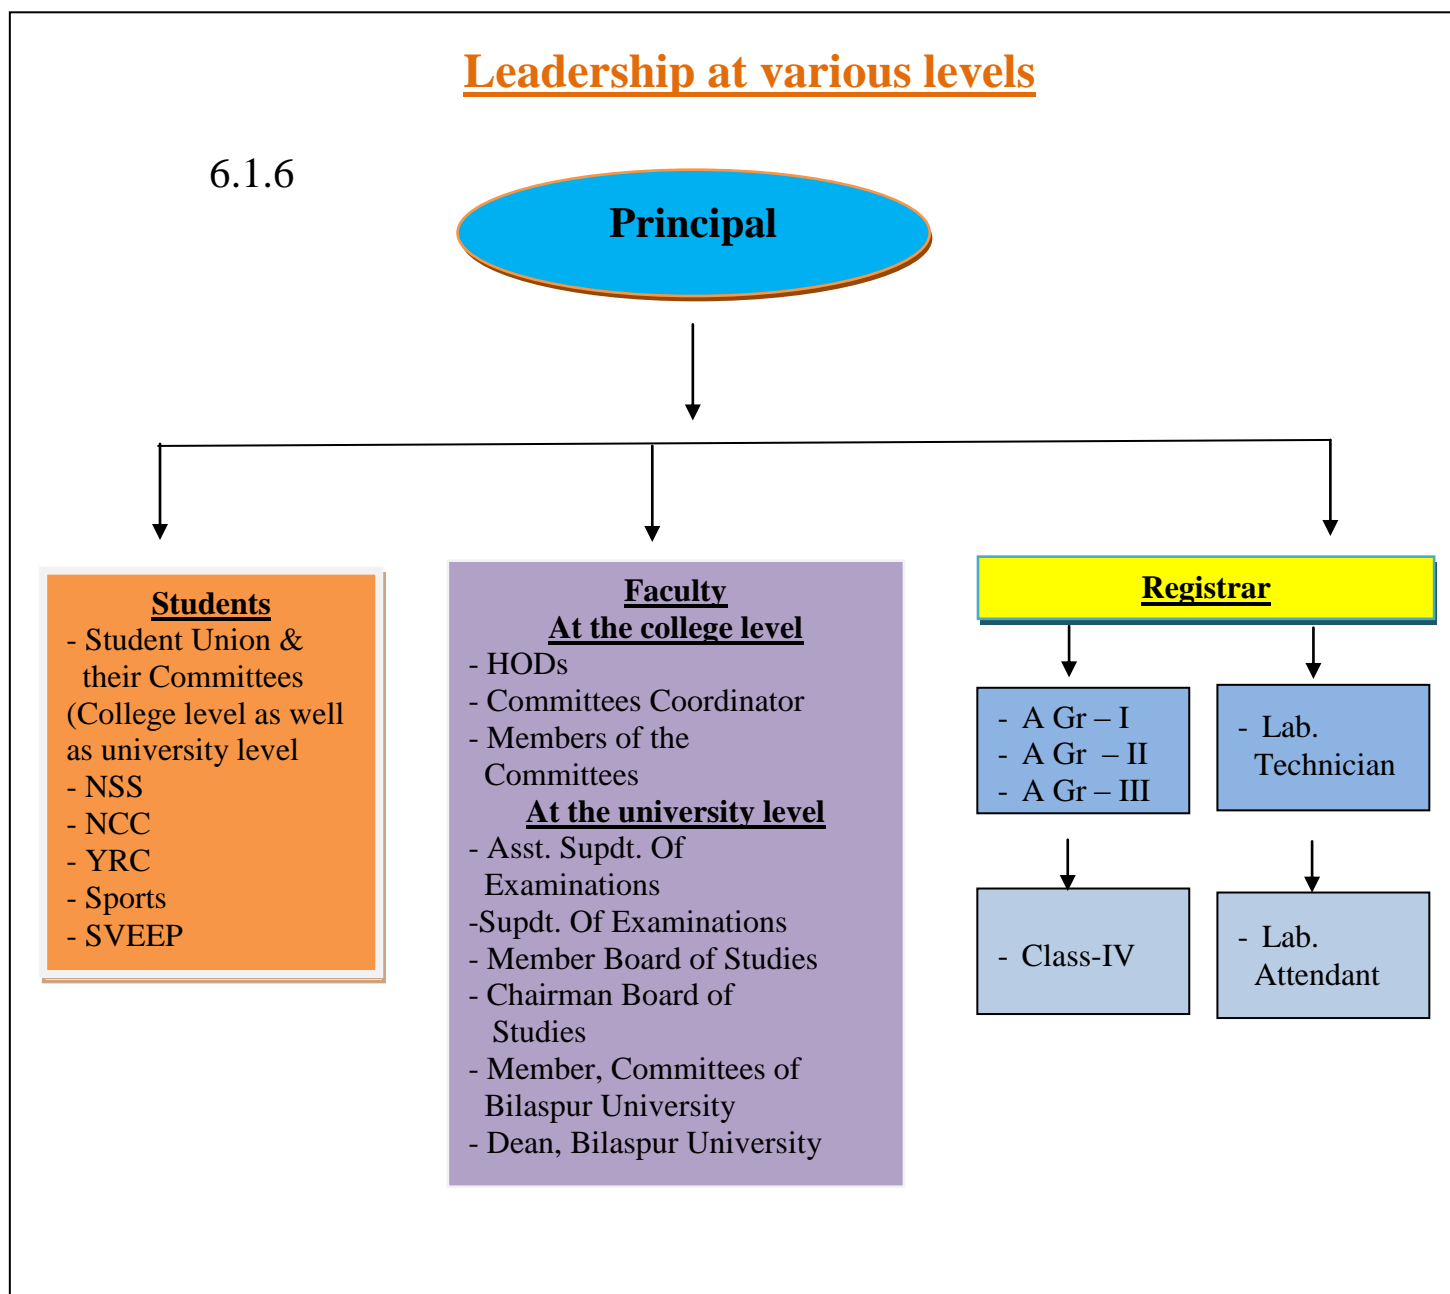 Leadership at various levels
6.1.6
Principal
Students
- Student Union &
their Committees
(College level as well
as university level
- NSS
- NCC
- YRC
- Sports
- SVEEP
Faculty
At the college level
- HODs
- Committees Coordinator
- Members of the
Committees
At the university level
- Asst. Supdt. Of
Examinations
-Supdt. Of Examinations
- Member Board of Studies
- Chairman Board of
Studies
- Member, Committees of
Bilaspur University
- Dean, Bilaspur University
Registrar
- A Gr – I
- A Gr – II
- A Gr – III
- Lab.
Technician
- Class-IV
- Lab.
Attendant